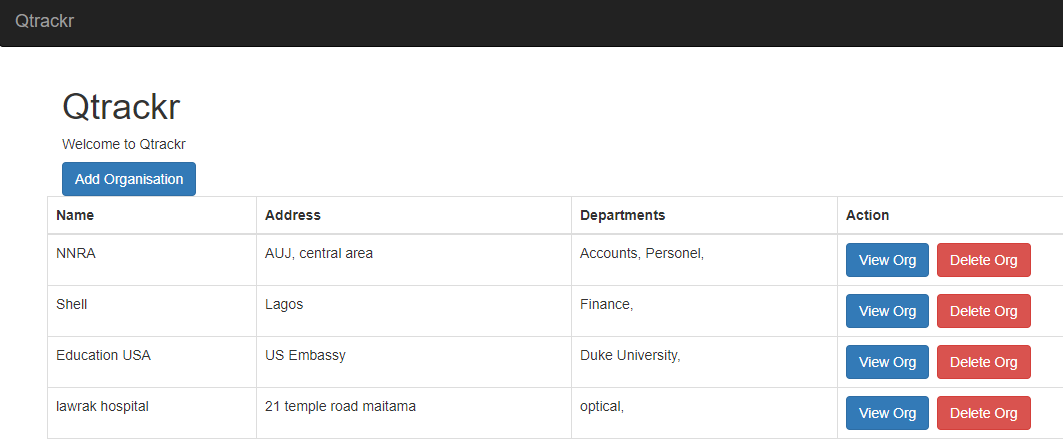 Qtrackr
Qtrackr
Welcome to Qtrackr
Add Organisation
Name Address Departments Action
NNRA AUJ, central area Accounts, Personel, View Org Delete Org
Shell Lagos Finance, View Org Delete Org
Education USA US Embassy Duke University, View Org Delete Org
lawrak hospital 21 temple road maitama optical, View Org Delete Org